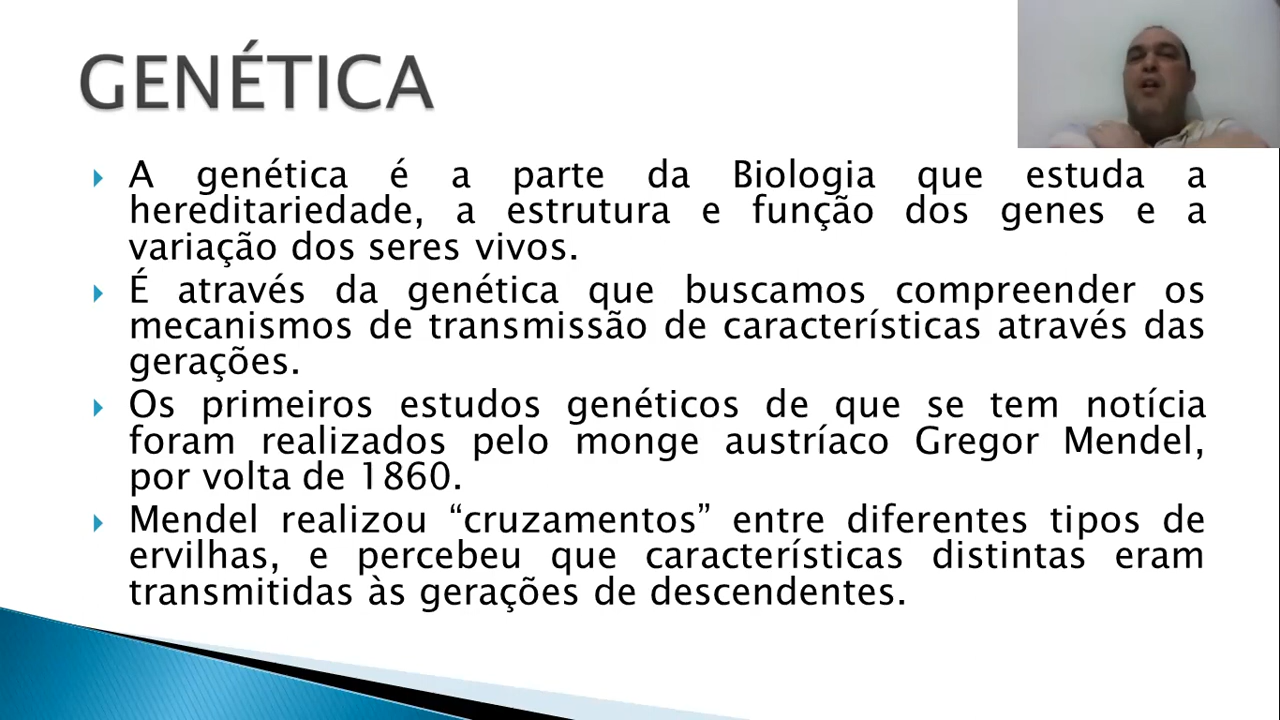 GENÉTICA
A genética é a parte da Biologia que estuda a
hereditariedade, a estrutura e função dos genes e a
variação dos seres vivos.
É através da genética que buscamos compreender os
mecanismos de transmissão de características através das
gerações.
Os primeiros estudos genéticos de que se tem notícia
foram realizados pelo monge austríaco Gregor Mendel,
por volta de 1860.
Mendel realizou “cruzamentos” entre diferentes tipos de
ervilhas, e percebeu que características distintas eram
transmitidas às gerações de descendentes.